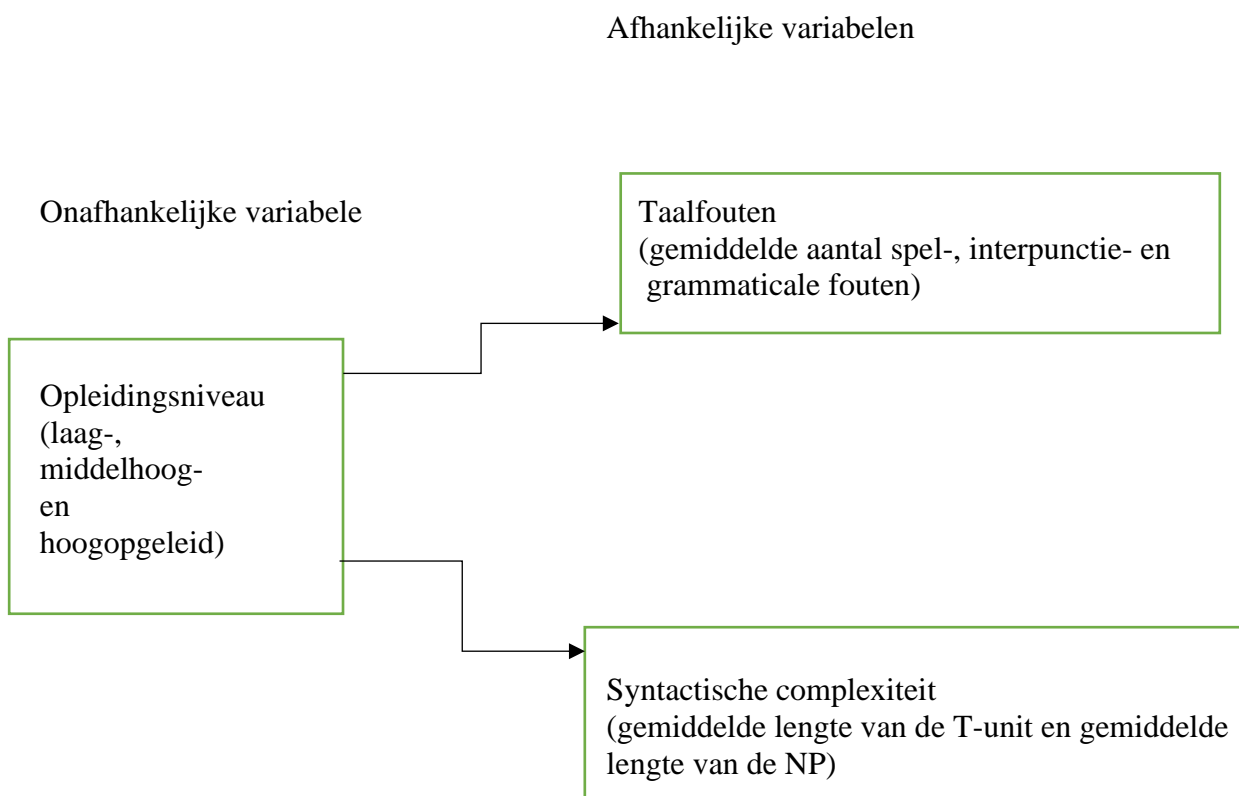 Afhankelijke variabelen
Onafhankelijke variabele
Taalfouten
(gemiddelde aantal spel-, interpunctie- en
grammaticale fouten)
Opleidingsniveau
(laag-,
middelhoog-
en
hoogopgeleid)
Syntactische complexiteit
(gemiddelde lengte van de T-unit en gemiddelde
lengte van de NP)